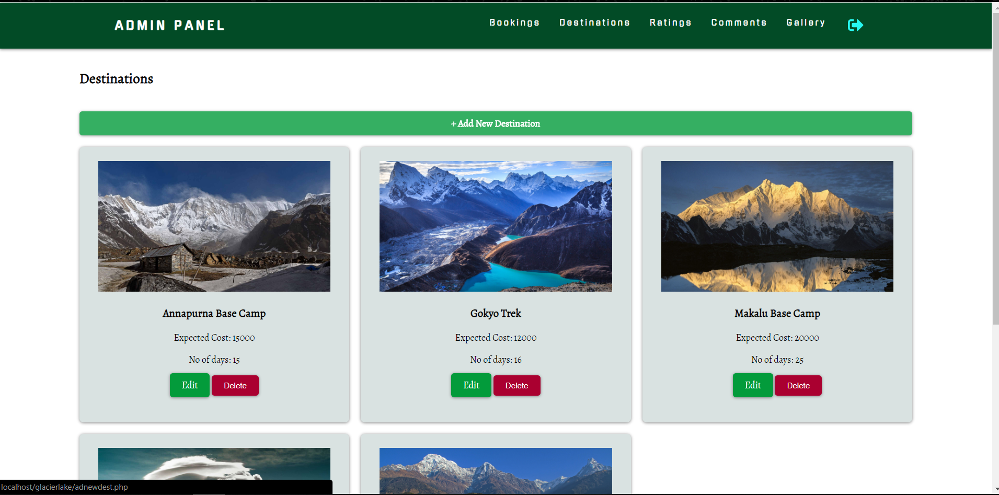 ADMIN PANEL
Bookings Destinations Ratings Comments Gallery
Destinations
+ Add New Destination
Annapurna Base Camp
Expected Cost: 15000
No of days: 15
Edit Delete
Gokyo Trek
Expected Cost: 12000
No of days: 16
Edit Delete
Makalu Base Camp
Expected Cost: 20000
No of days: 25
Edit Delete
localhost/glacierlake/adnewdest.php